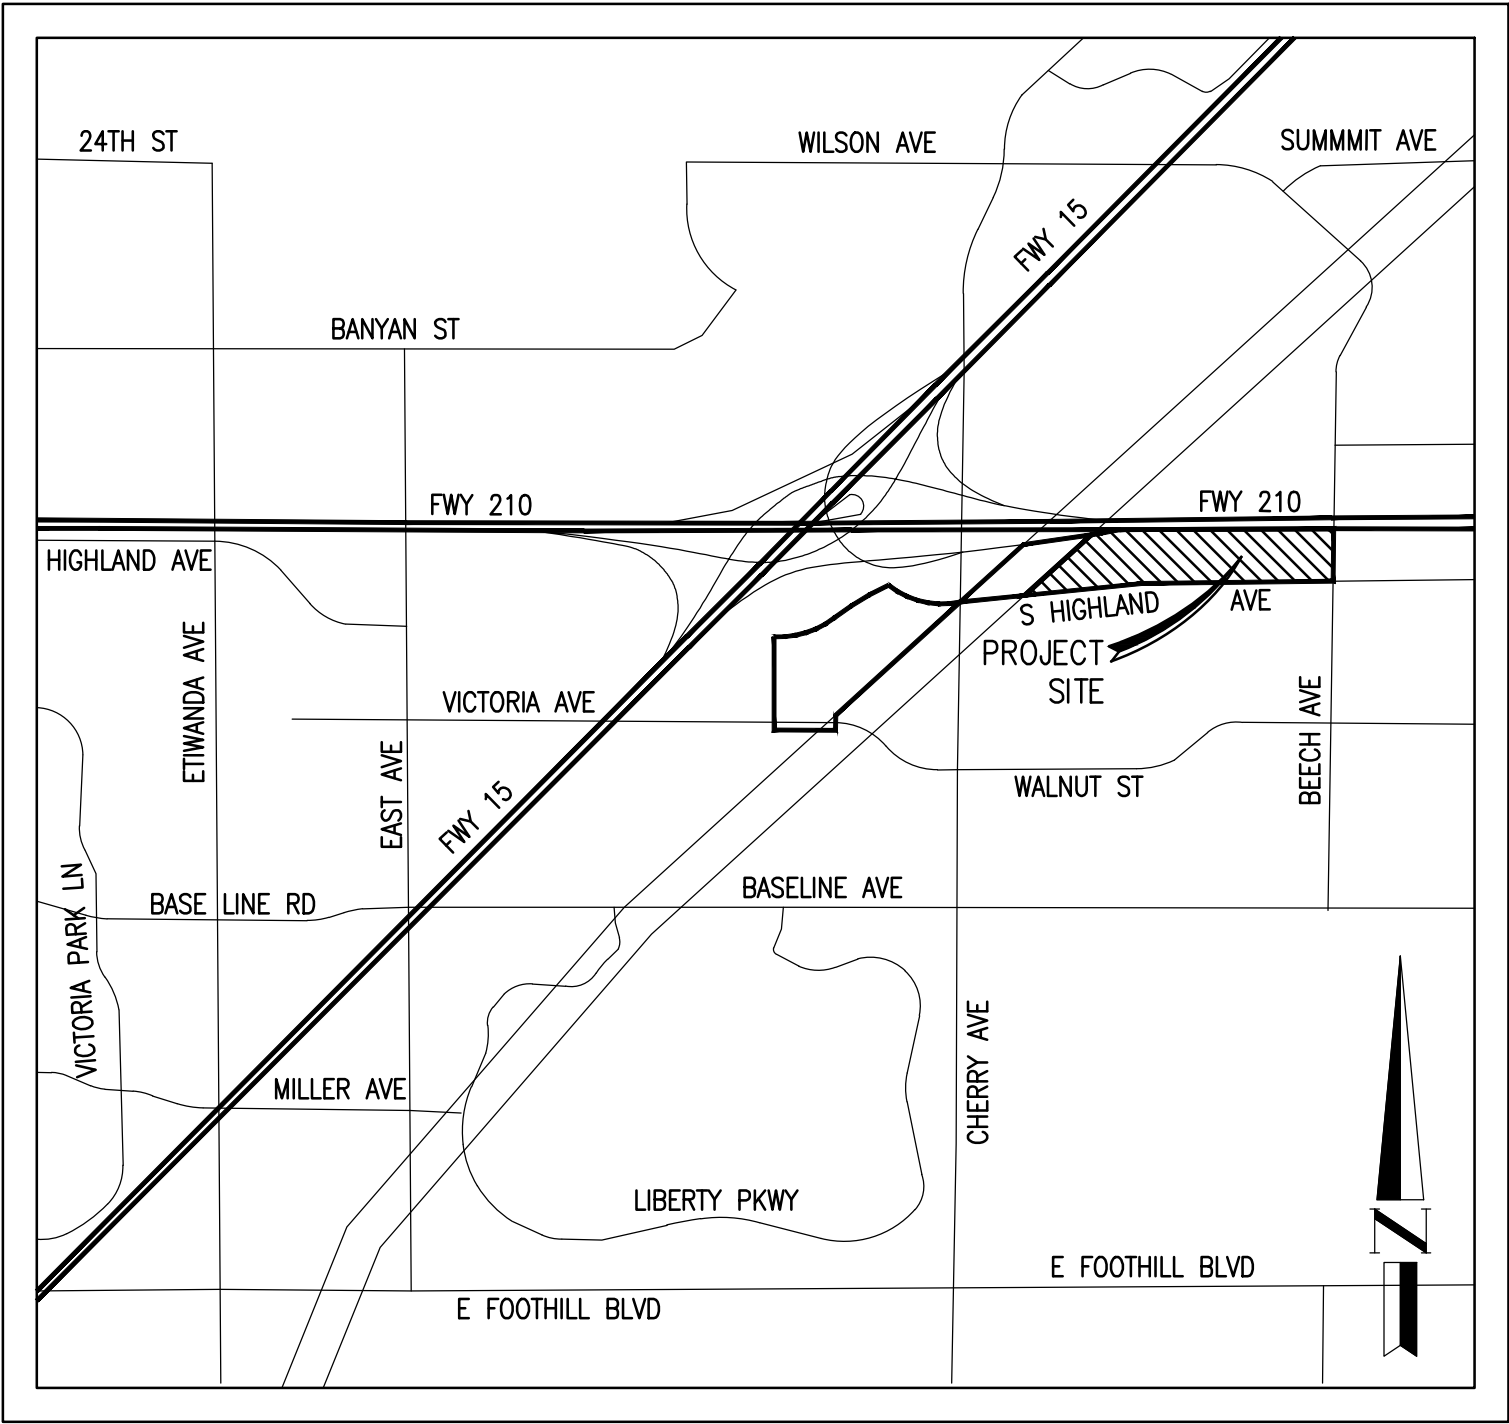 24TH ST
WILSON AVE
SUMMMIT AVE
FWY 15
BANYAN ST
FWY 210
FWY 210
HIGHLAND AVE
S HIGHLAND AVE
PROJECT
SITE
ETIWANDA AVE
VICTORIA AVE
EAST AVE
BEECH AVE
WALNUT ST
FWY 15
VICTORIA PARK LN
BASE LINE RD
BASELINE AVE
CHERRY AVE
MILLER AVE
LIBERTY PKWY
N
E FOOTHILL BLVD
E FOOTHILL BLVD